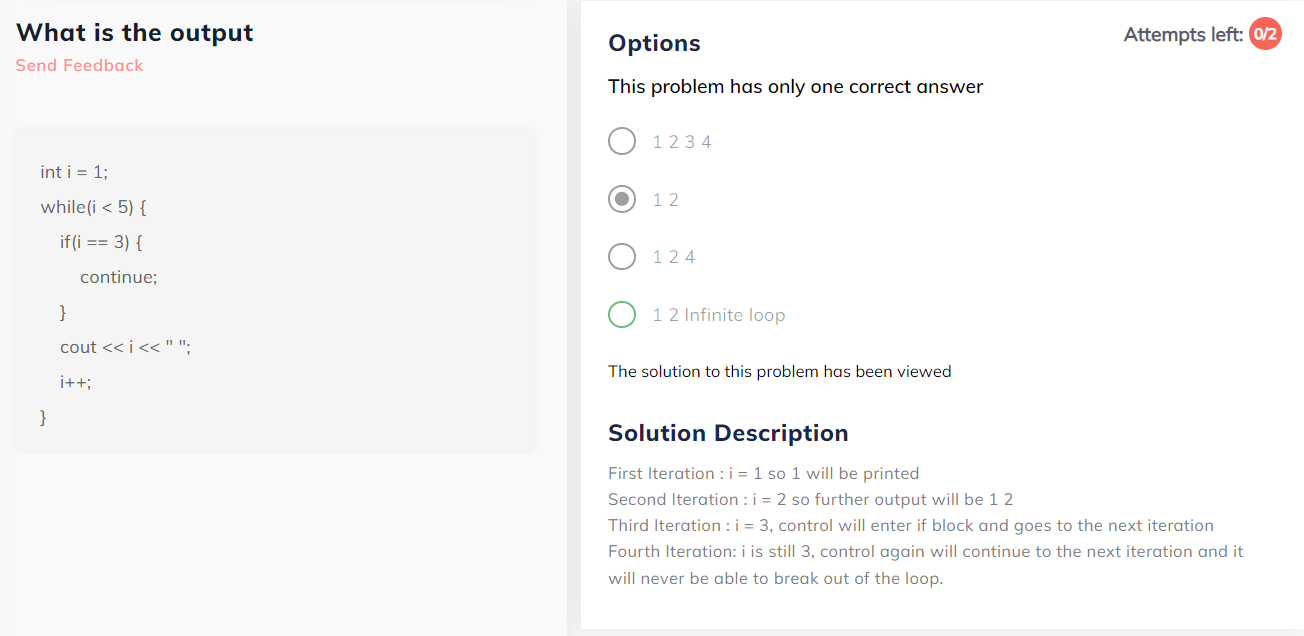 What is the output
Send Feedback
int i = 1;
while(i < 5) {
if(i == 3) {
continue;
}
cout << i << " ";
i++;
}
Options
Attempts left: 0/2
This problem has only one correct answer
1 2 3 4
1 2
1 2 4
1 2 Infinite loop
The solution to this problem has been viewed
Solution Description
First Iteration : i = 1 so 1 will be printed
Second Iteration : i = 2 so further output will be 1 2
Third Iteration : i = 3, control will enter if block and goes to the next iteration
Fourth Iteration: i is still 3, control again will continue to the next iteration and it
will never be able to break out of the loop.